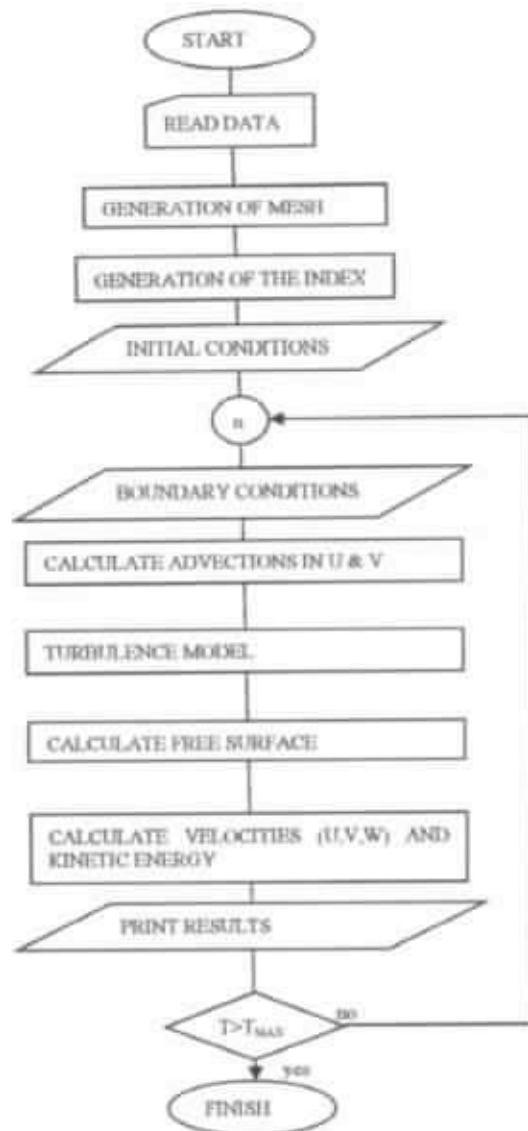 START
READ DATA
GENERATION OF MESH
GENERATION OF THE INDEX
INITIAL CONDITIONS
n
BOUNDARY CONDITIONS
CALCULATE ADVECTIONS IN U & V
TURBULENCE MODEL
CALCULATE FREE SURFACE
CALCULATE VELOCITIES (U,V,W) AND
KINETIC ENERGY
PRINT RESULTS
T>TMAX
no
yes
FINISH